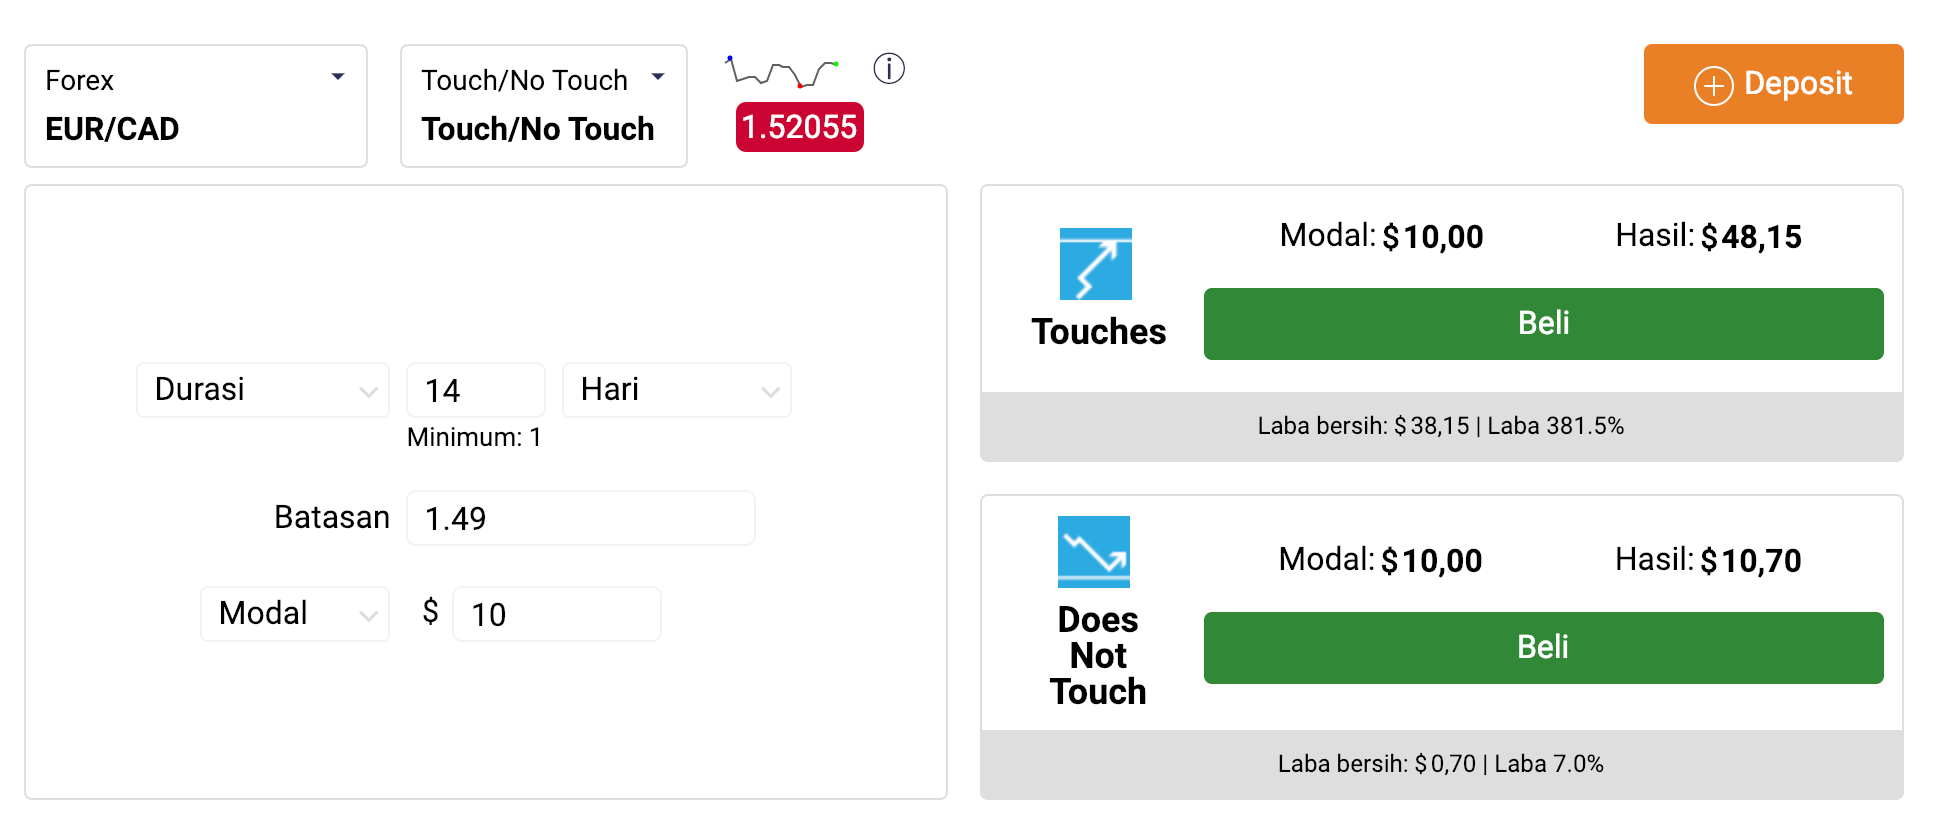 Forex
EUR/CAD
Touch/No Touch
Touch/No Touch
1.52055
Deposit
Durasi
14
Hari
Minimum: 1
Batasan
1.49
Modal
$
10
Modal: $10,00
Hasil: $48,15
Touches
Beli
Laba bersih: $38,15 | Laba 381.5%
Modal: $10,00
Hasil: $10,70
Does
Not
Touch
Beli
Laba bersih: $0,70 | Laba 7.0%